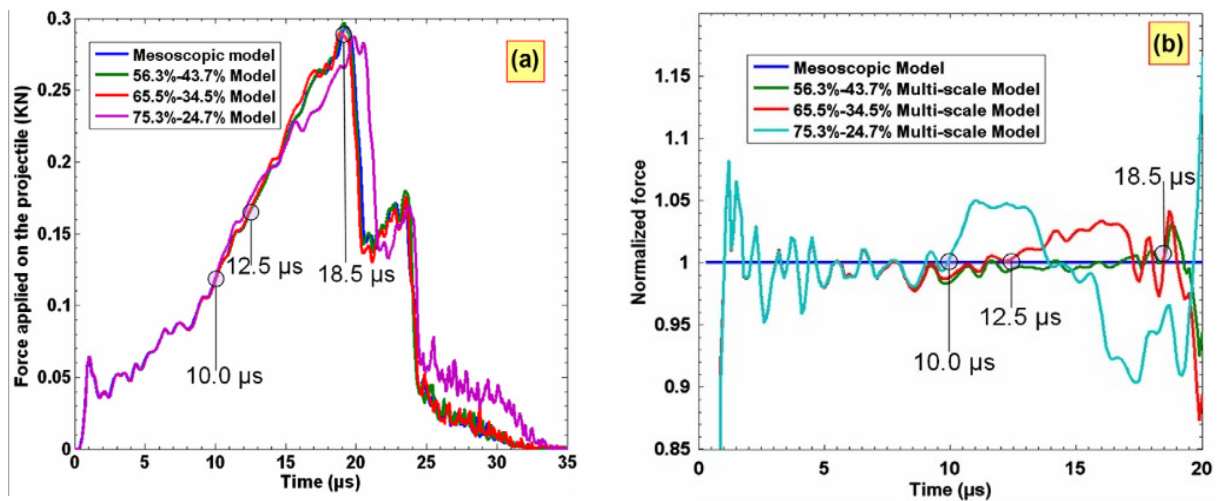 (a)
Mesoscopic model
56.3%-43.7% Model
65.5%-34.5% Model
75.3%-24.7% Model
Force applied on the projectile (KN)
0.3
0.25
0.2
0.15
0.1
0.05
0
10.0 µs
12.5 µs
18.5 µs
0 5 10 15 20 25 30 35
Time (µs)
(b)
Mesoscopic Model
56.3%-43.7% Multi-scale Model
65.5%-34.5% Multi-scale Model
75.3%-24.7% Multi-scale Model
Normalized force
1.1
1.05
1
0.95
0.9
0.85
10.0 µs
12.5 µs
18.5 µs
0 5 10 15 20
Time (µs)